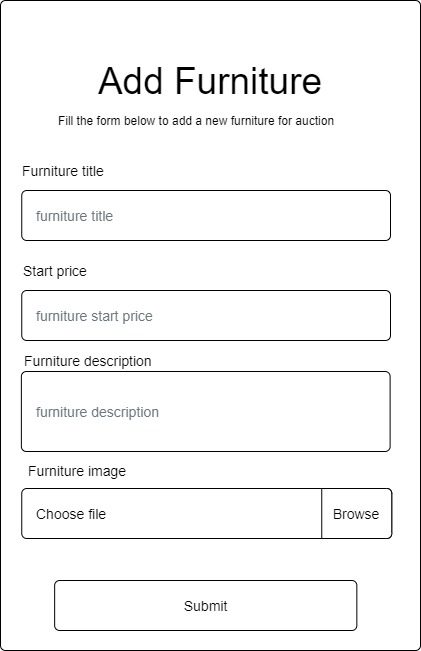 Add Furniture
Fill the form below to add a new furniture for auction
Furniture title
furniture title
Start price
furniture start price
Furniture description
furniture description
Furniture image
Choose file Browse
Submit